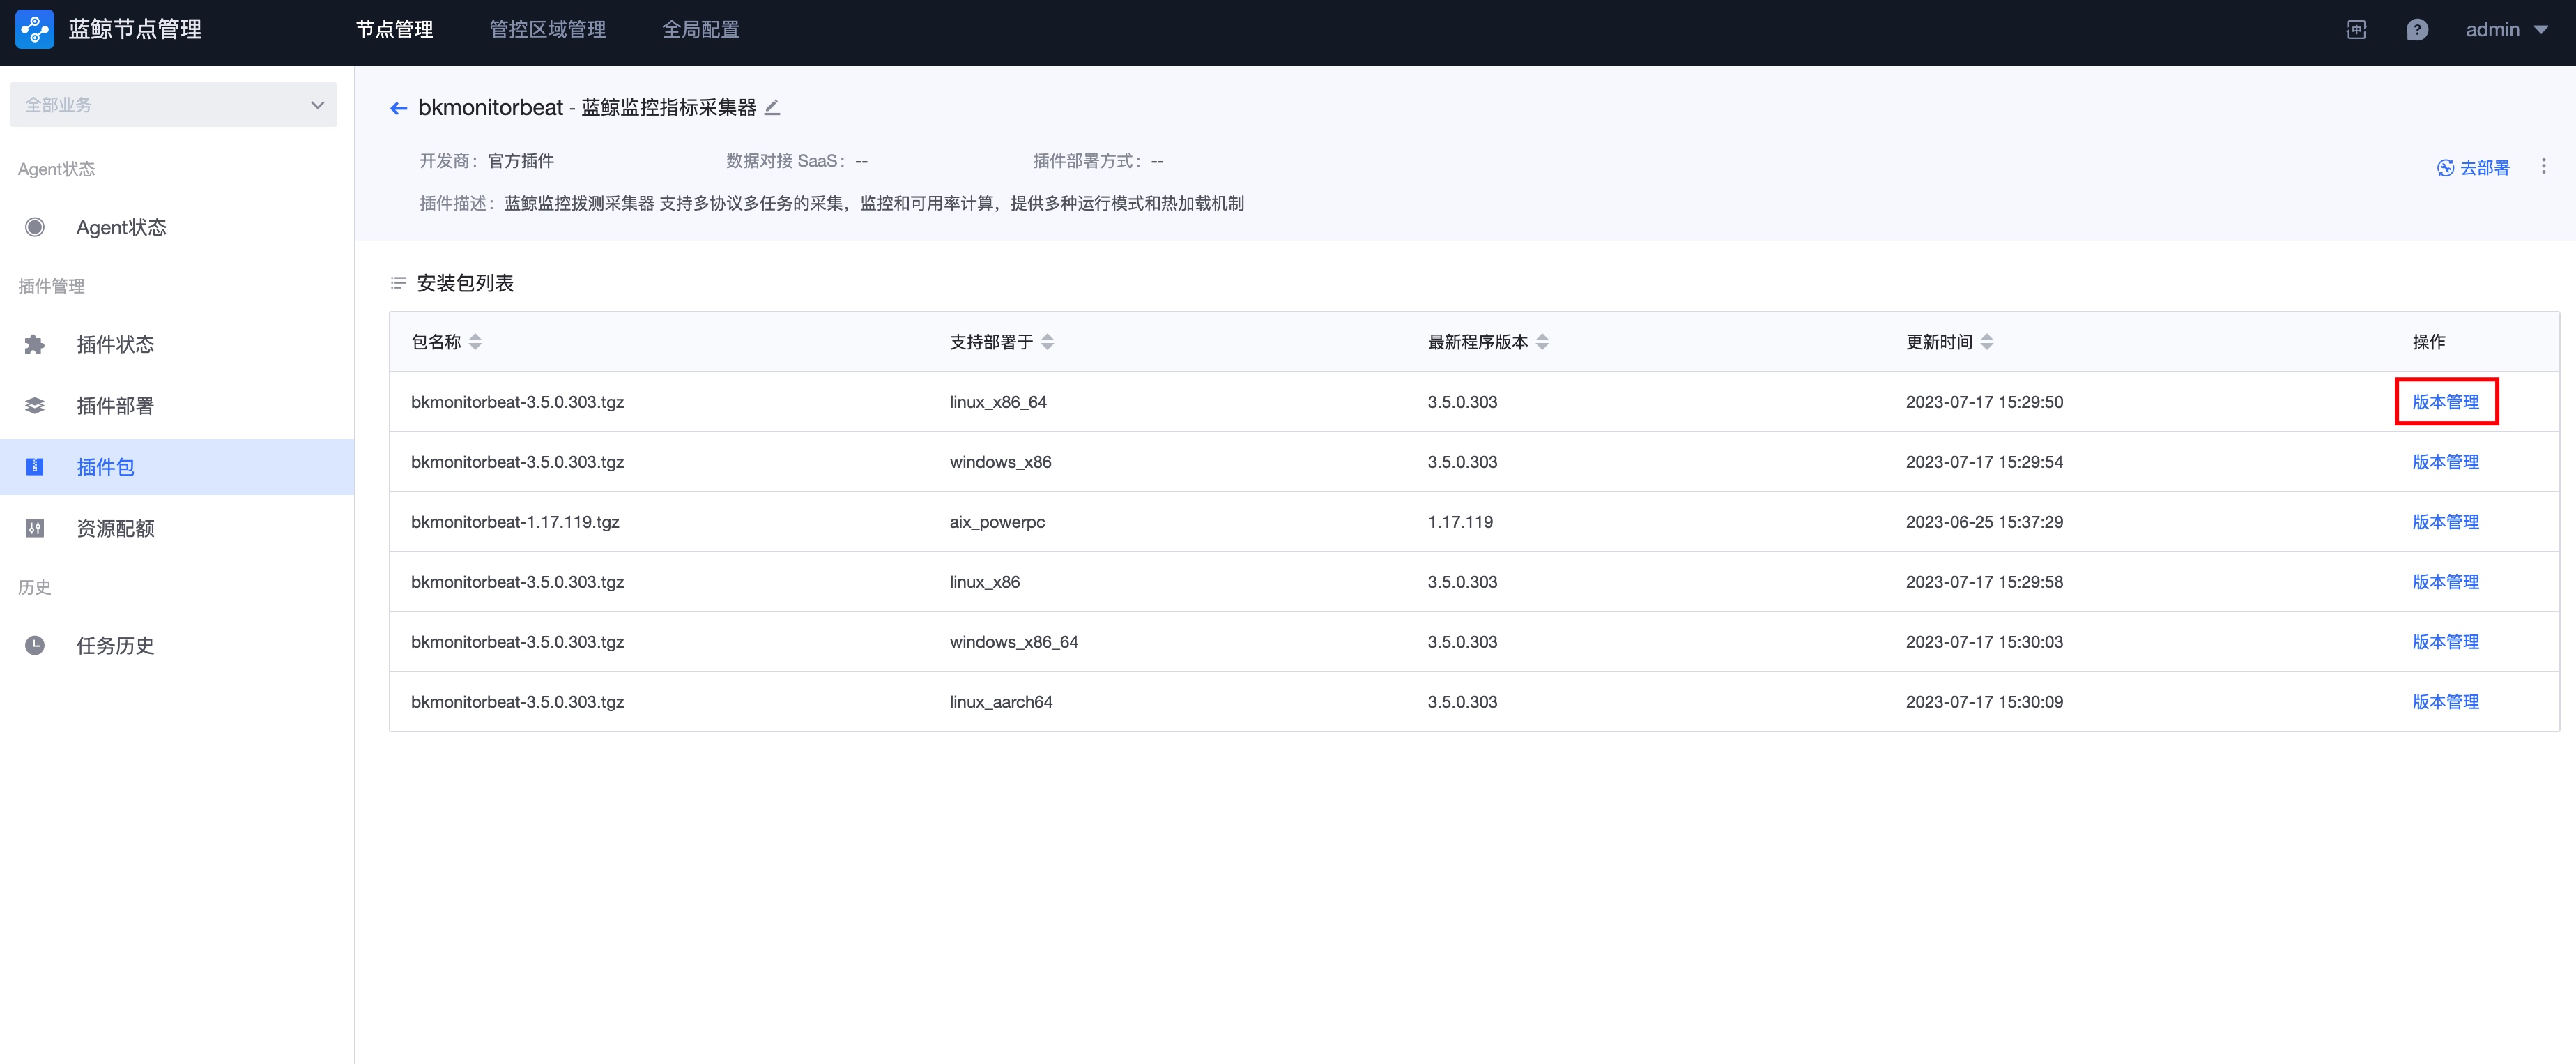 蓝鲸节点管理 节点管理 管控区域管理 全局配置 中 ? admin
全部业务
Agent状态
Agent状态
插件管理
插件状态
插件部署
插件包
资源配额
历史
任务历史
bkmonitorbeat - 蓝鲸监控指标采集器
开发商： 官方插件 数据对接 SaaS： -- 插件部署方式： --
去部署
插件描述： 蓝鲸监控拨测采集器 支持多协议多任务的采集，监控和可用率计算，提供多种运行模式和热加载机制
安装包列表
包名称 支持部署于 最新程序版本 更新时间 操作
bkmonitorbeat-3.5.0.303.tgz linux_x86_64 3.5.0.303 2023-07-17 15:29:50 版本管理
bkmonitorbeat-3.5.0.303.tgz windows_x86 3.5.0.303 2023-07-17 15:29:54 版本管理
bkmonitorbeat-1.17.119.tgz aix_powerpc 1.17.119 2023-06-25 15:37:29 版本管理
bkmonitorbeat-3.5.0.303.tgz linux_x86 3.5.0.303 2023-07-17 15:29:58 版本管理
bkmonitorbeat-3.5.0.303.tgz windows_x86_64 3.5.0.303 2023-07-17 15:30:03 版本管理
bkmonitorbeat-3.5.0.303.tgz linux_aarch64 3.5.0.303 2023-07-17 15:30:09 版本管理